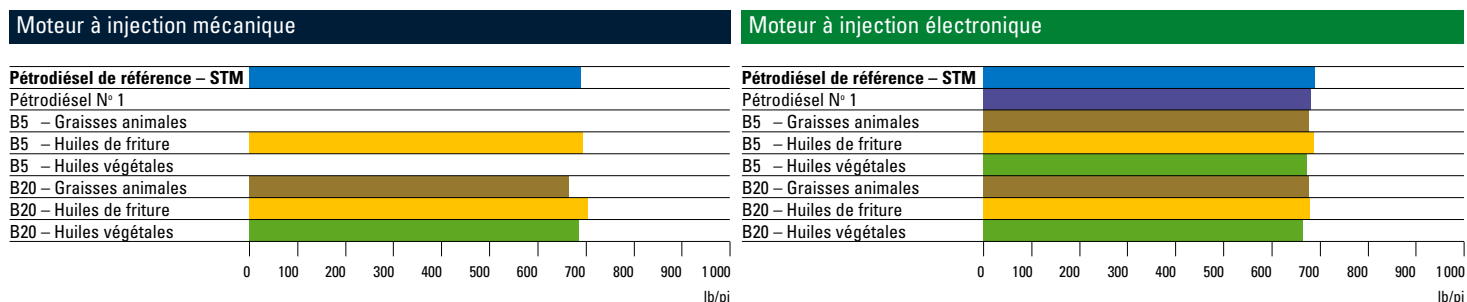 Moteur à injection mécanique
Pétrodiésel de référence – STM
Pétrodiésel Nº 1
B5 – Graisses animales
B5 – Huiles de friture
B5 – Huiles végétales
B20 – Graisses animales
B20 – Huiles de friture
B20 – Huiles végétales
0 100 200 300 400 500 600 700 800 900 1 000
lb/pi
Moteur à injection électronique
Pétrodiésel de référence – STM
Pétrodiésel Nº 1
B5 – Graisses animales
B5 – Huiles de friture
B5 – Huiles végétales
B20 – Graisses animales
B20 – Huiles de friture
B20 – Huiles végétales
0 100 200 300 400 500 600 700 800 900 1 000
lb/pi